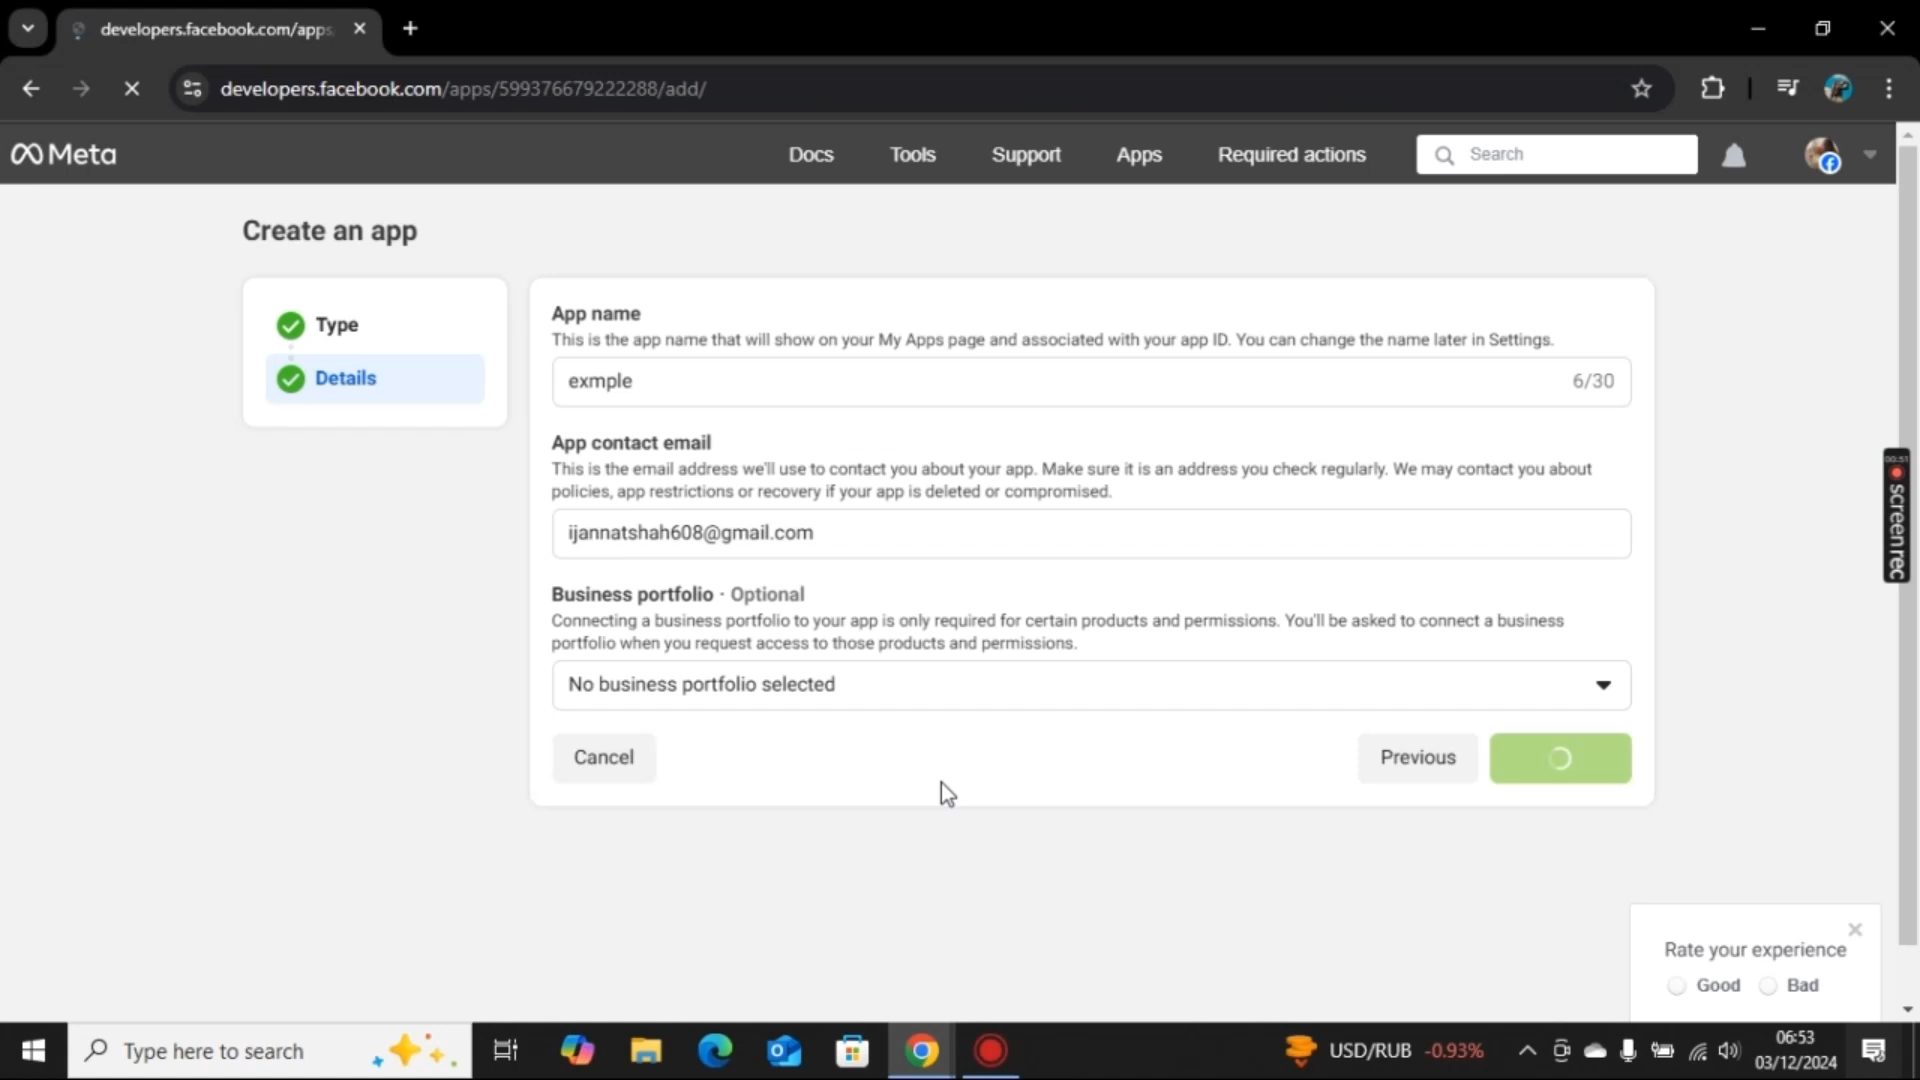 developers.facebook.com/apps
developers.facebook.com/apps/599376679222288/add/
Meta
Docs
Tools
Support
Apps
Required actions
Search
Create an app
Type
Details
App name
This is the app name that will show on your My Apps page and associated with your app ID. You can change the name later in Settings.
exmple
6/30
App contact email
This is the email address we'll use to contact you about your app. Make sure it is an address you check regularly. We may contact you about
policies, app restrictions or recovery if your app is deleted or compromised.
ijannatshah608@gmail.com
Business portfolio · Optional
Connecting a business portfolio to your app is only required for certain products and permissions. You'll be asked to connect a business
portfolio when you request access to those products and permissions.
No business portfolio selected
Cancel
Previous
00:51
screenrec
Rate your experience
Good
Bad
Type here to search
USD/RUB -0.93%
06:53
03/12/2024